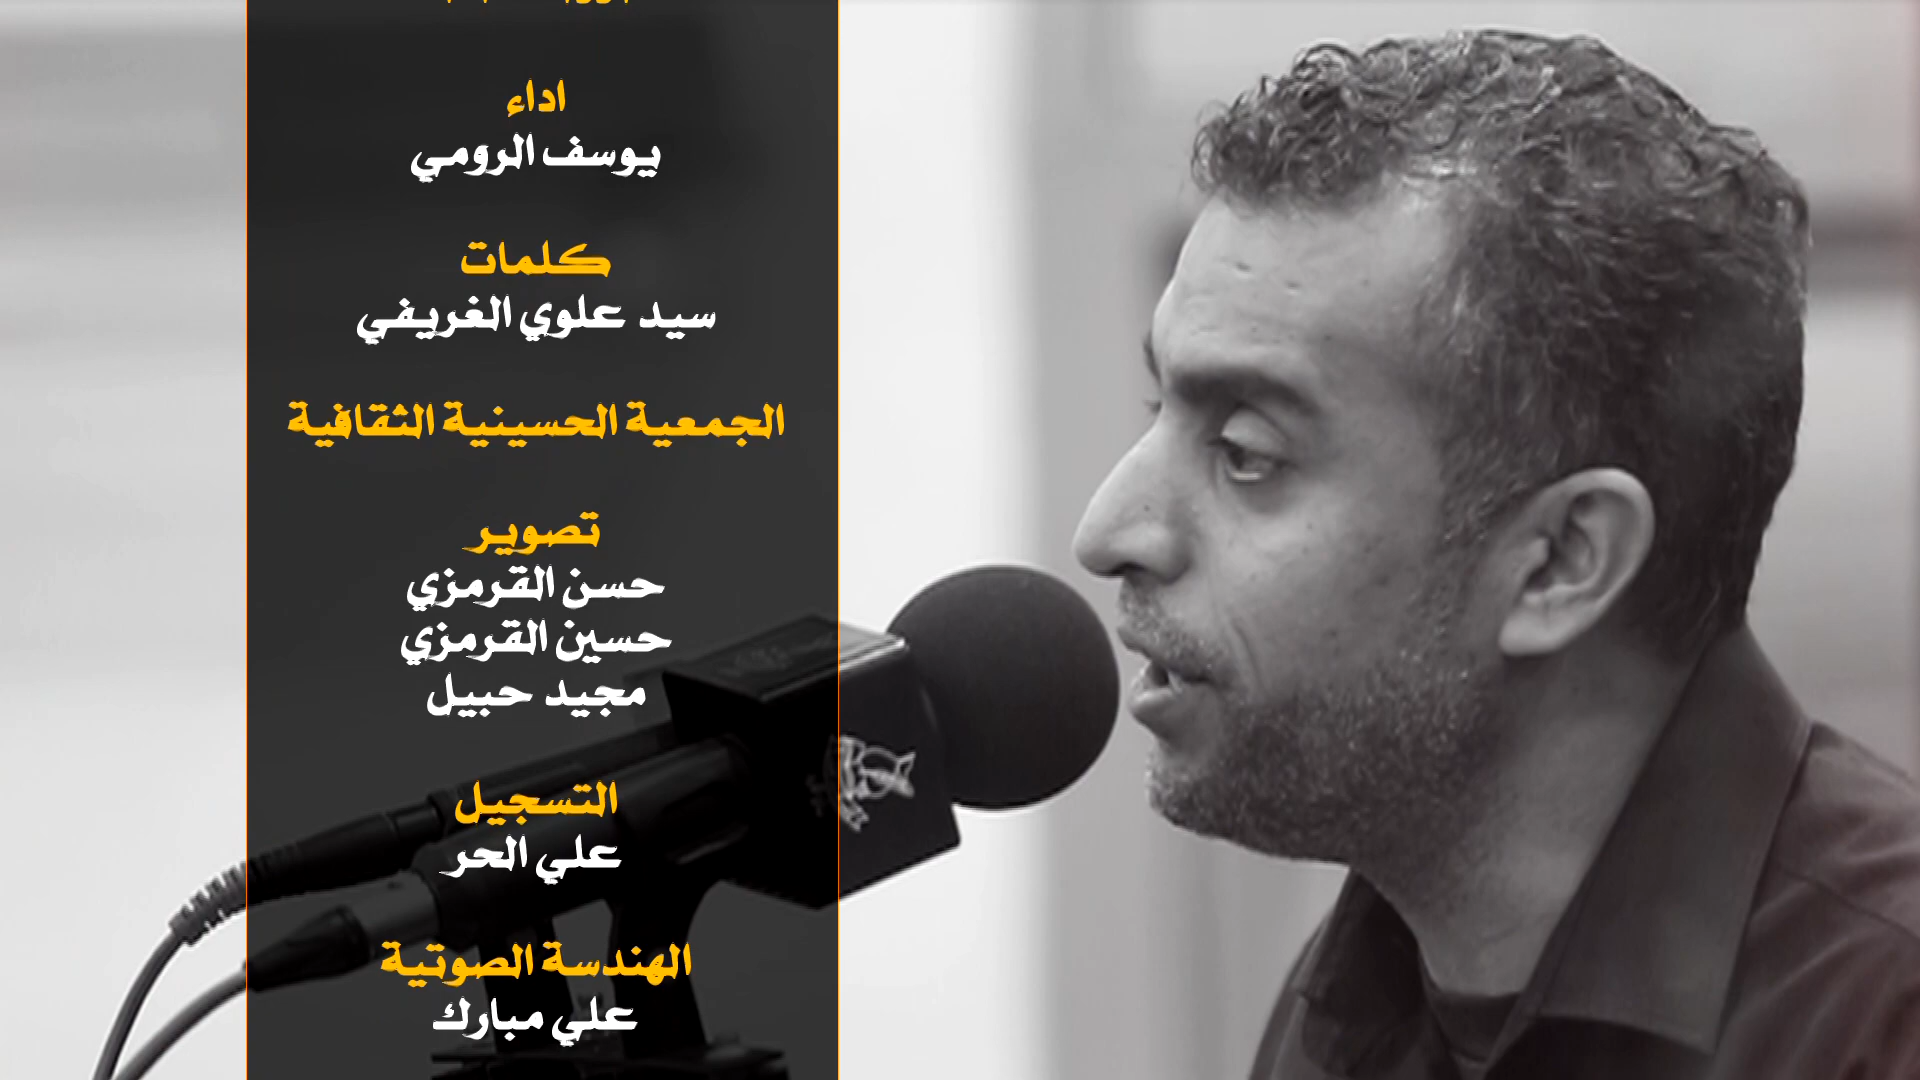 اداء
يوسف الرومي
كلمات
سيد علوي الغريفي
الجمعية الحسينية الثقافية
تصوير
حسن القرمزي
حسين القرمزي
مجيد حبيل
التسجيل
علي الحر
الهندسة الصوتية
علي مبارك